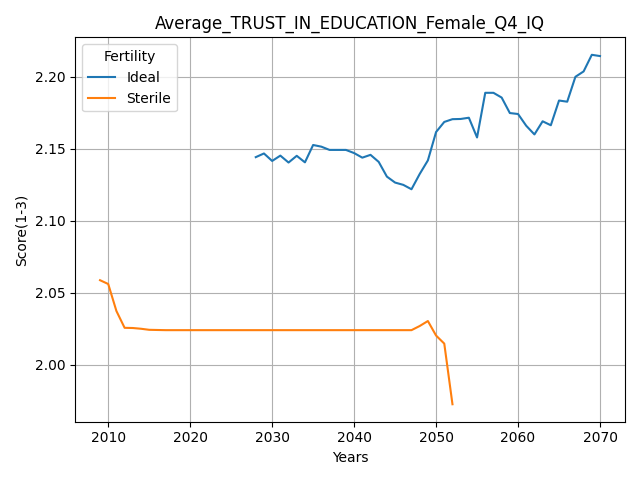 Average_TRUST_IN_EDUCATION_Female_Q4_IQ
Fertility
Ideal
Sterile
Score(1-3)
2.20
2.15
2.10
2.05
2.00
2010 2020 2030 2040 2050 2060 2070
Years